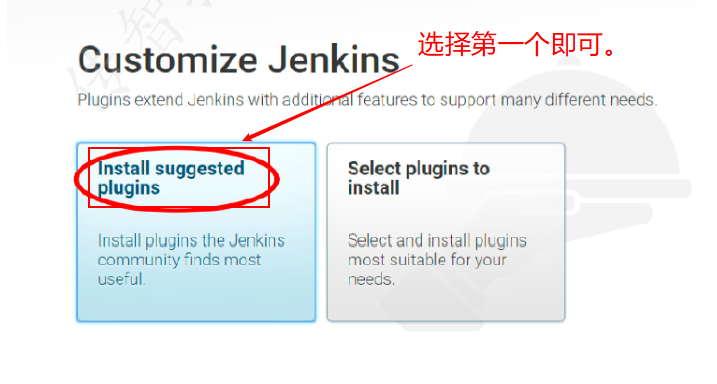 选择第一个即可。
Customize Jenkins
Plugins extend Jenkins with additional features to support many different needs.
Install suggested
plugins
Install plugins the Jenkins
community finds most
useful.
Select plugins to
install
Select and install plugins
most suitable for your
needs.